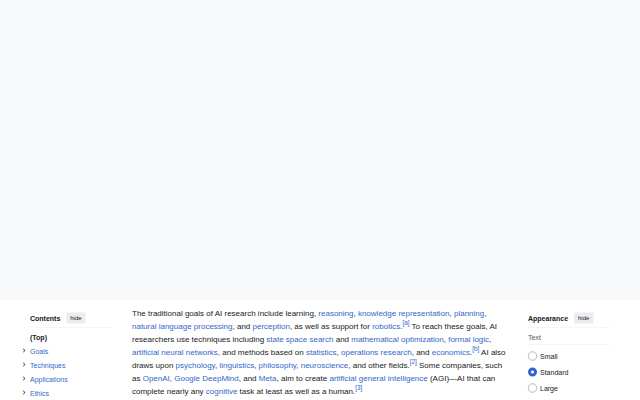 Contents hide
(Top)
Goals
Techniques
Applications
Ethics
The traditional goals of AI research include learning, reasoning, knowledge representation, planning,
natural language processing, and perception, as well as support for robotics.[a] To reach these goals, AI
researchers use techniques including state space search and mathematical optimization, formal logic,
artificial neural networks, and methods based on statistics, operations research, and economics.[b] AI also
draws upon psychology, linguistics, philosophy, neuroscience, and other fields.[2] Some companies, such
as OpenAI, Google DeepMind, and Meta, aim to create artificial general intelligence (AGI)—AI that can
complete nearly any cognitive task at least as well as a human.[3]
Appearance hide
Text
Small
Standard
Large